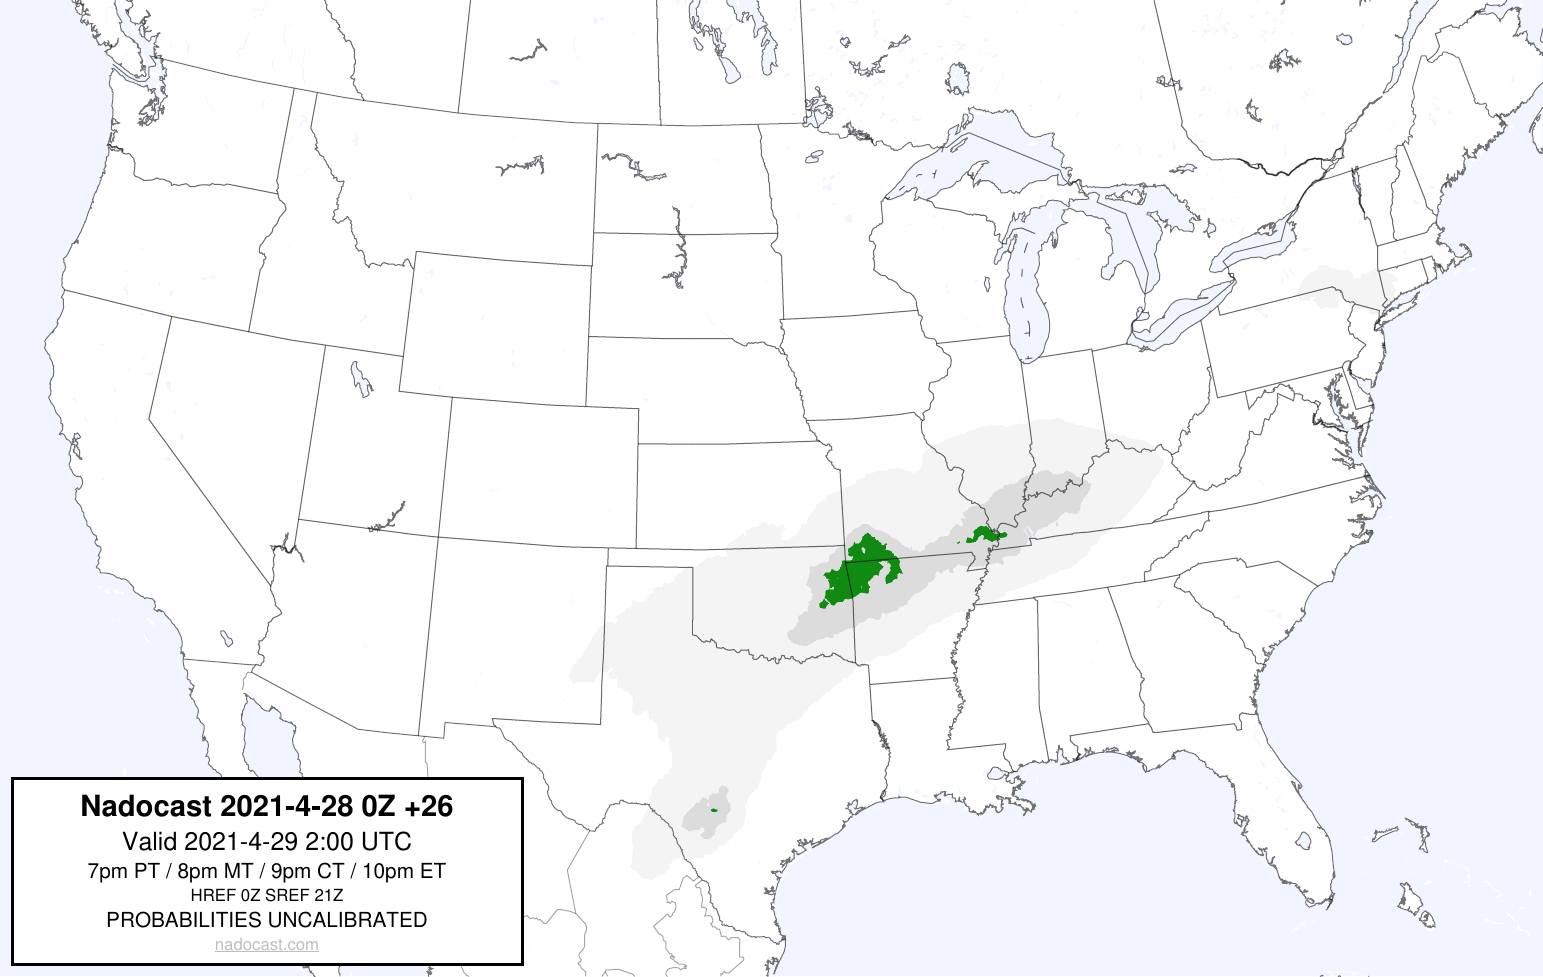 Nadocast 2021-4-28 0Z +26
Valid 2021-4-29 2:00 UTC
7pm PT / 8pm MT / 9pm CT / 10pm ET
HREF 0Z SREF 21Z
PROBABILITIES UNCALIBRATED
nadocast.com